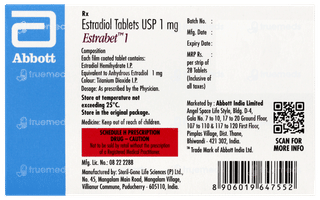 Abbott
Rx
Estradiol Tablets USP 1 mg
Estrabet™ 1
Composition
Each film coated tablet contains:
Estradiol Hemihydrate I.P.
Equivalent to Anhydrous Estradiol 1 mg
Colour: Titanium Dioxide I.P.
Dosage: As prescribed by the Physician.
Store at temperature not
exceeding 25°C.
Store in the original package.
Medicine: Keep out of reach of children.
SCHEDULE H PRESCRIPTION
DRUG - CAUTION
Mfg. Lic. No.: 08 22 2288
Manufactured by: Steril-Gene Life Sciences (P) Ltd.,
No. 45, Mangalam Main Road, Mangalam Village,
Villianur Commune, Puducherry - 605110, India.
Batch No. :
Mfg. Date :
Expiry Date :
MRP Rs. :
per strip of
28 Tablets
(Inclusive of
all taxes)
Marketed by: Abbott India Limited
Gala No. 7 to 10, 17 to 20 Ground Floor,
107 to 110 & 117 to 120 First Floor,
Pimplas Village, Dist. Thane,
Bhiwandi - 421 302, India.
™ Trade Mark of Abbott India Ltd.
SCAN FOR
MORE INFO
8 906019 647552